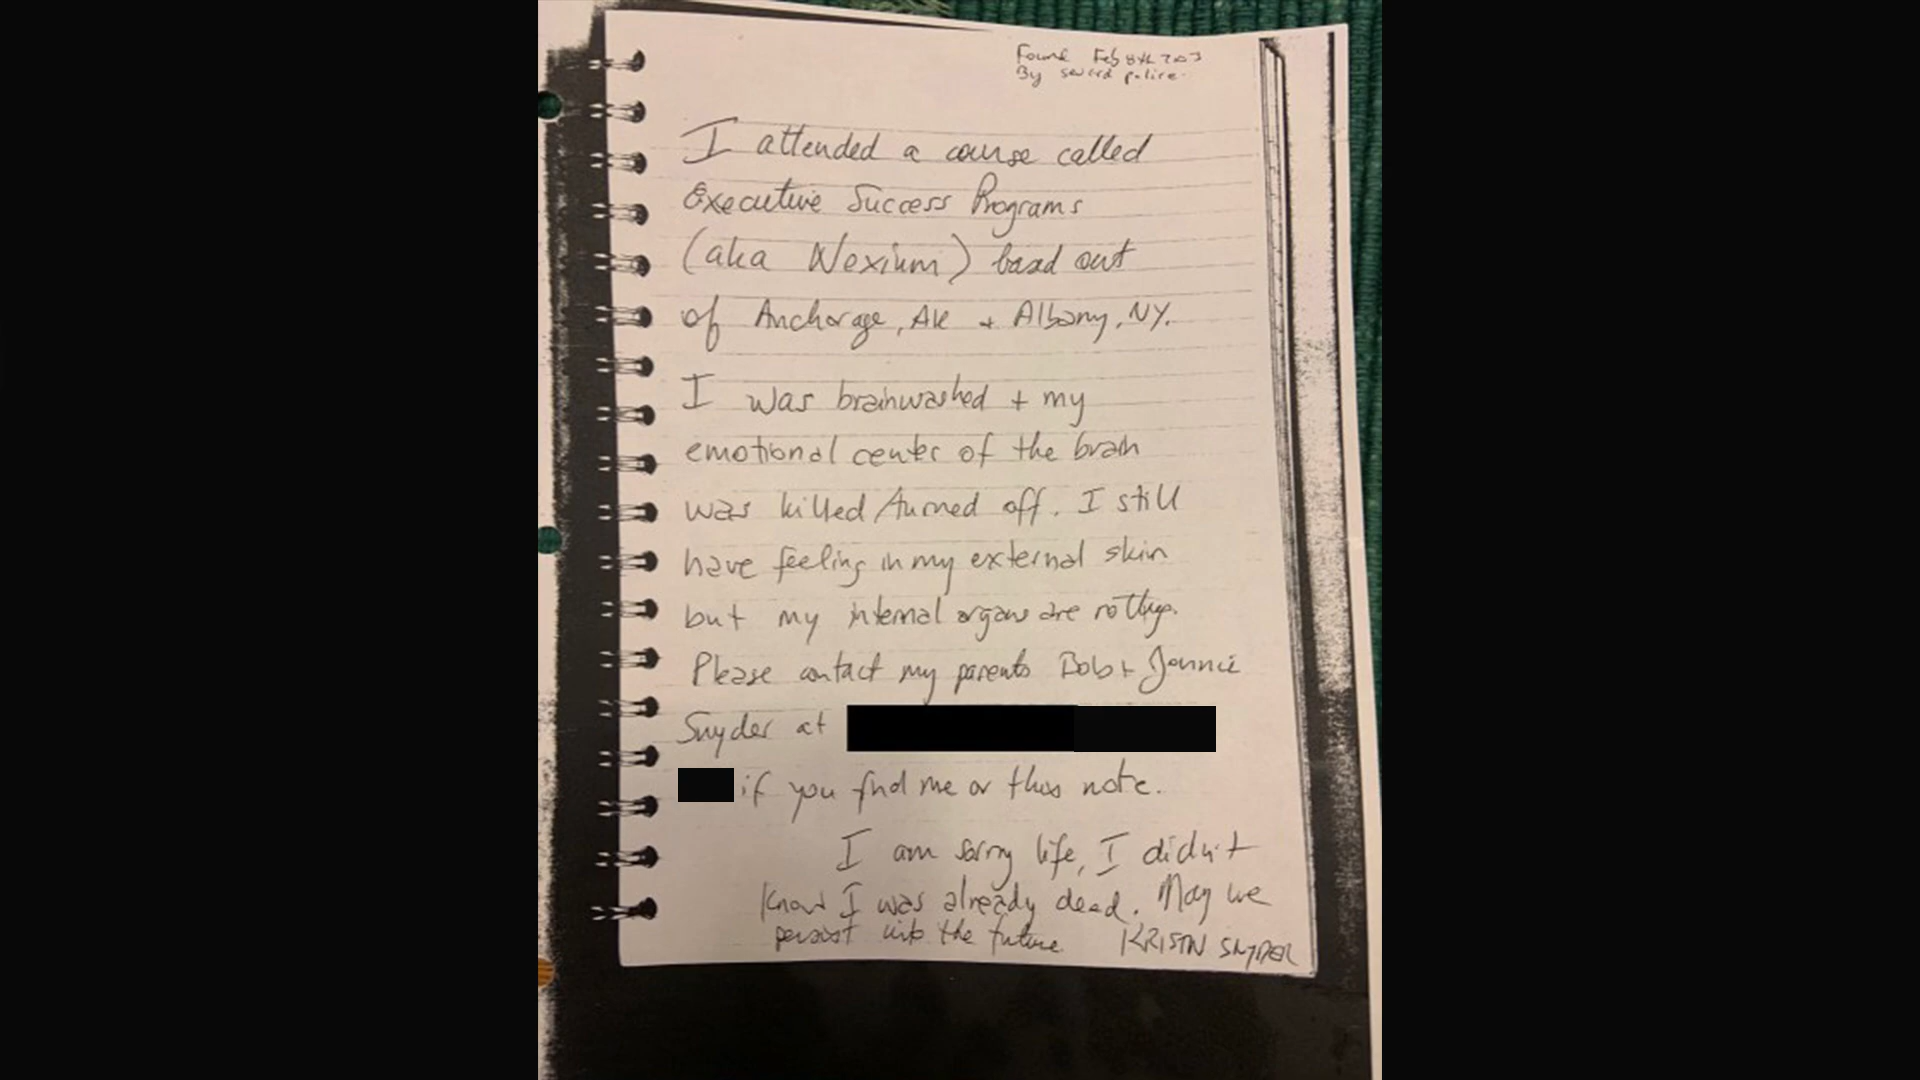 Found Feb 8th 2003
By seward police.
I attended a course called
Executive Success Programs
(aka Nexium) based out
of Anchorage, AK + Albany, NY.
I was brainwashed + my
emotional center of the brain
was killed/turned off. I still
have feeling in my external skin
but my internal organs are rotting.
Please contact my parents Bob + Jonnie
Snyder at
if you find me or this note.
I am sorry life, I didn't
know I was already dead. May we
persist into the future
KRISTIN SNYDER